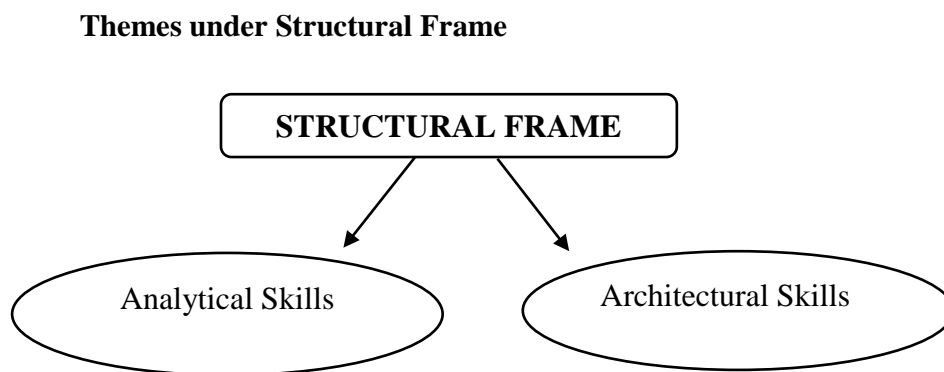 Themes under Structural Frame
STRUCTURAL FRAME
Analytical Skills
Architectural Skills